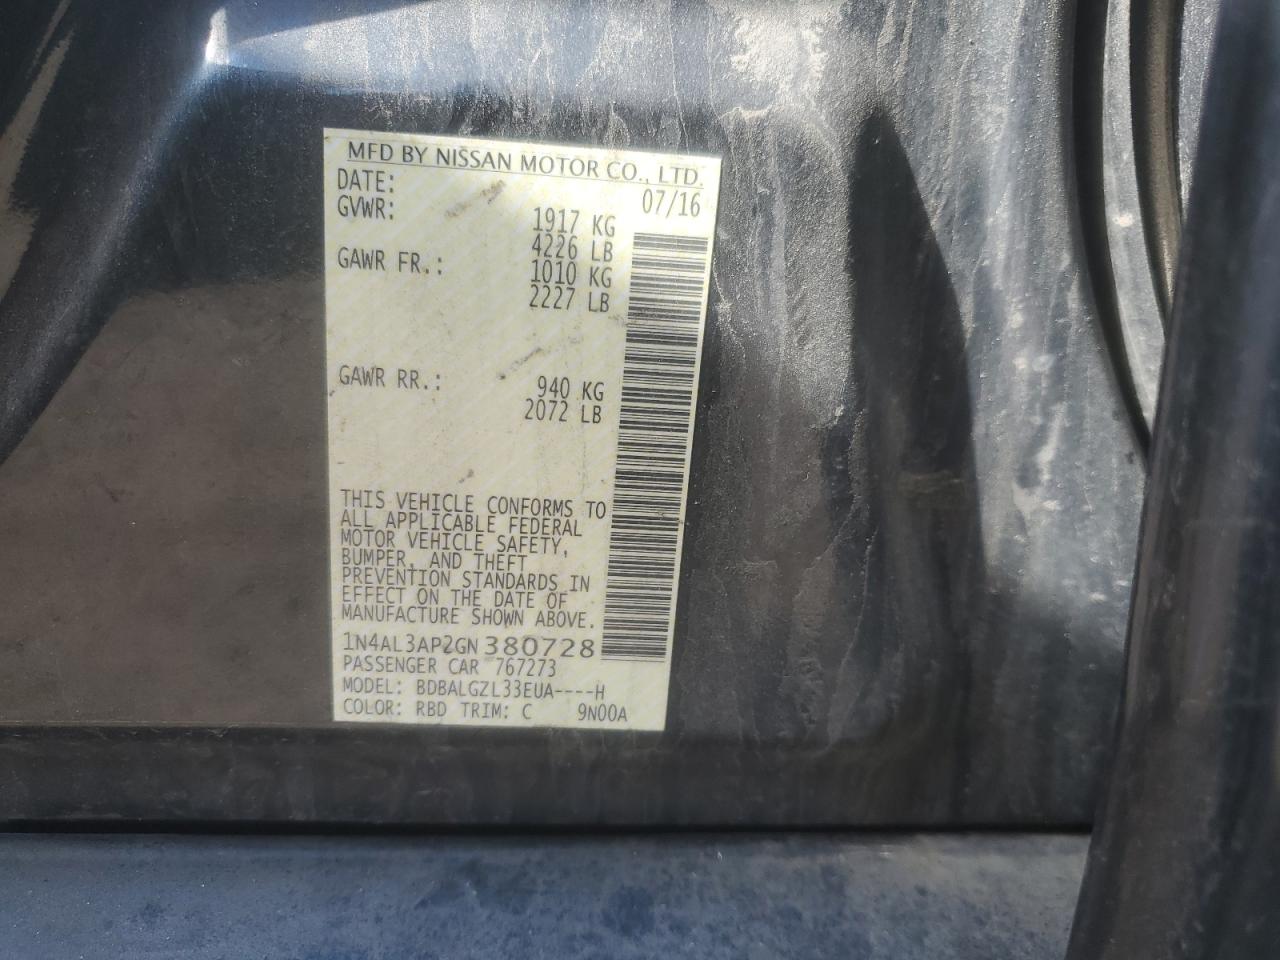 MFD BY NISSAN MOTOR CO., LTD.
DATE: 07/16
GVWR: 1917 KG
4226 LB
GAWR FR.: 1010 KG
2227 LB
GAWR RR.: 940 KG
2072 LB
THIS VEHICLE CONFORMS TO
ALL APPLICABLE FEDERAL
MOTOR VEHICLE SAFETY,
BUMPER, AND THEFT
PREVENTION STANDARDS IN
EFFECT ON THE DATE OF
MANUFACTURE SHOWN ABOVE.
1N4AL3AP2GN380728
PASSENGER CAR 767273
MODEL: BDBALGZL33EUA----H
COLOR: RBD TRIM: C 9N00A